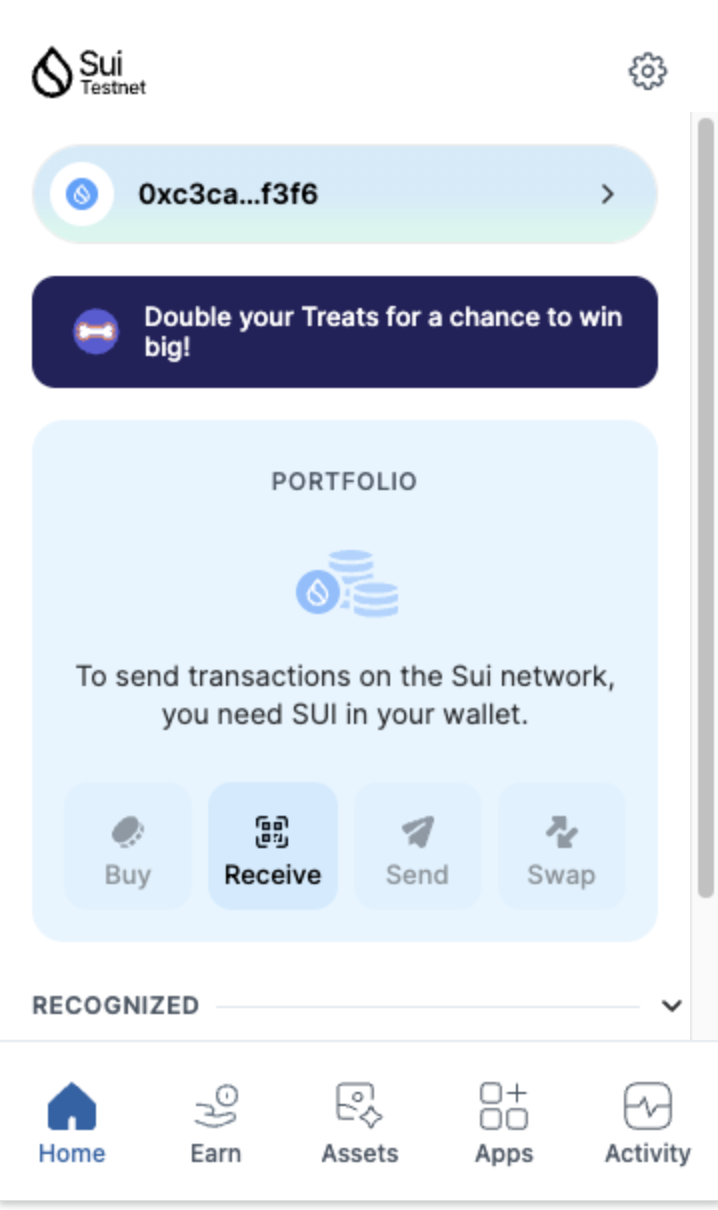 Sui
Testnet
0xc3ca...f3f6
Double your Treats for a chance to win
big!
PORTFOLIO
To send transactions on the Sui network,
you need SUI in your wallet.
Buy
Receive
Send
Swap
RECOGNIZED
Home
Earn
Assets
Apps
Activity